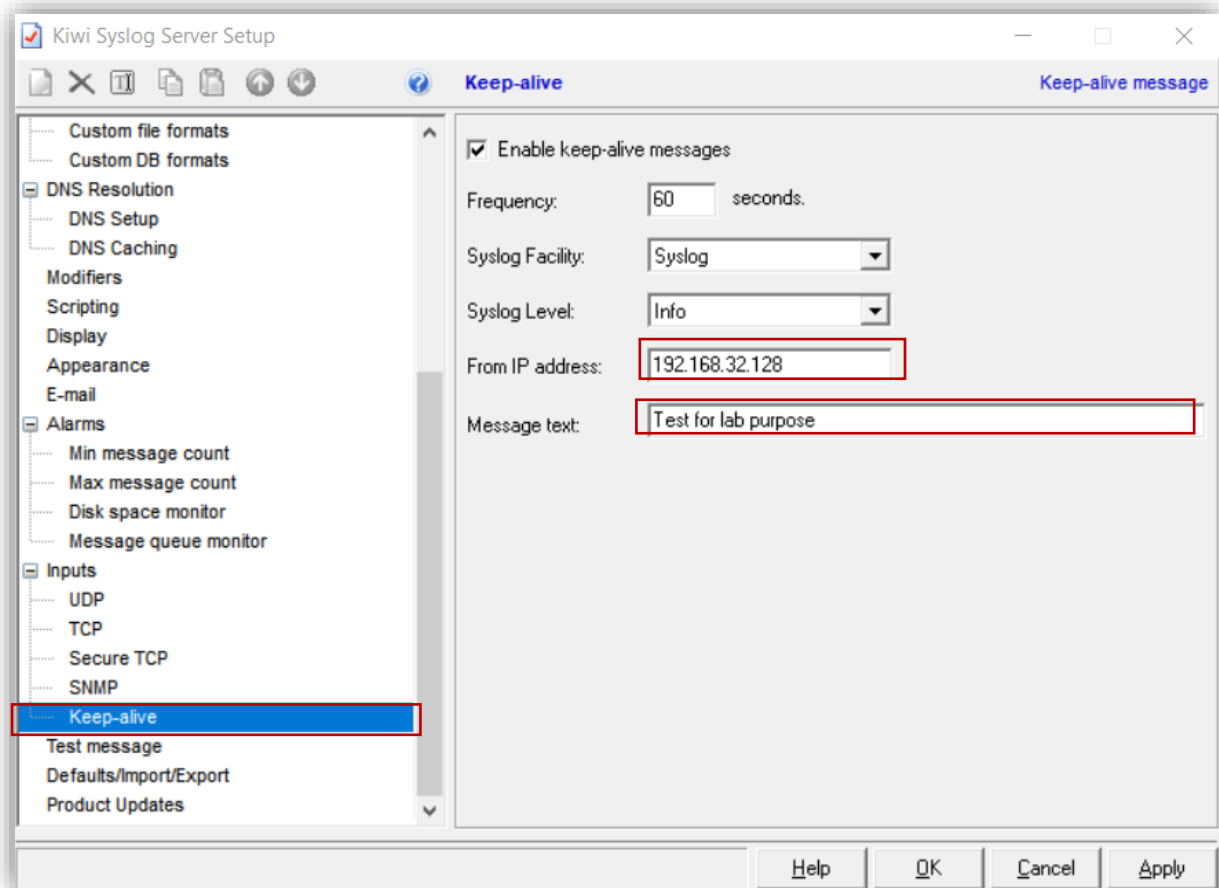 Kiwi Syslog Server Setup
Keep-alive
Keep-alive message
Custom file formats
Custom DB formats
DNS Resolution
DNS Setup
DNS Caching
Modifiers
Scripting
Display
Appearance
E-mail
Alarms
Min message count
Max message count
Disk space monitor
Message queue monitor
Inputs
UDP
TCP
Secure TCP
SNMP
Keep-alive
Test message
Defaults/Import/Export
Product Updates
Enable keep-alive messages
Frequency: 60 seconds.
Syslog Facility: Syslog
Syslog Level: Info
From IP address: 192.168.32.128
Message text: Test for lab purpose
Help OK Cancel Apply